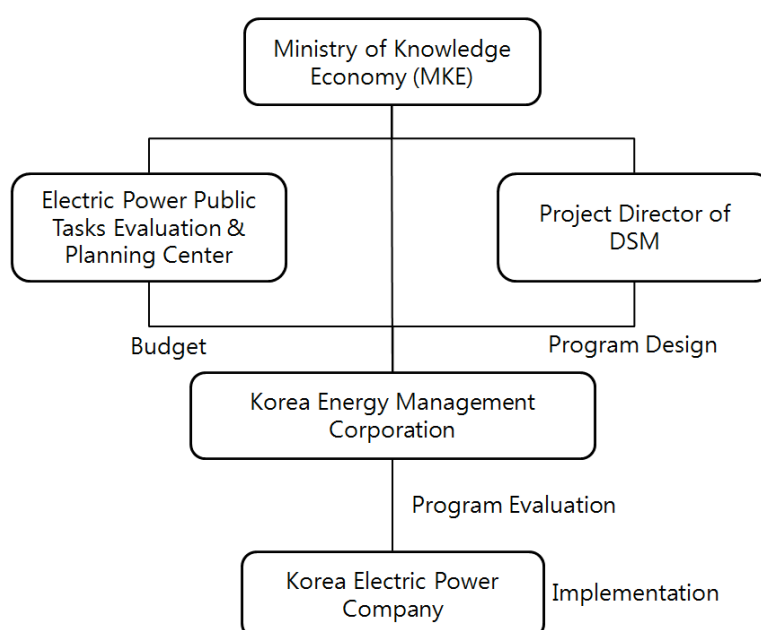 Ministry of Knowledge
Economy (MKE)
Electric Power Public
Tasks Evaluation &
Planning Center
Project Director of
DSM
Budget
Program Design
Korea Energy Management
Corporation
Program Evaluation
Korea Electric Power
Company
Implementation